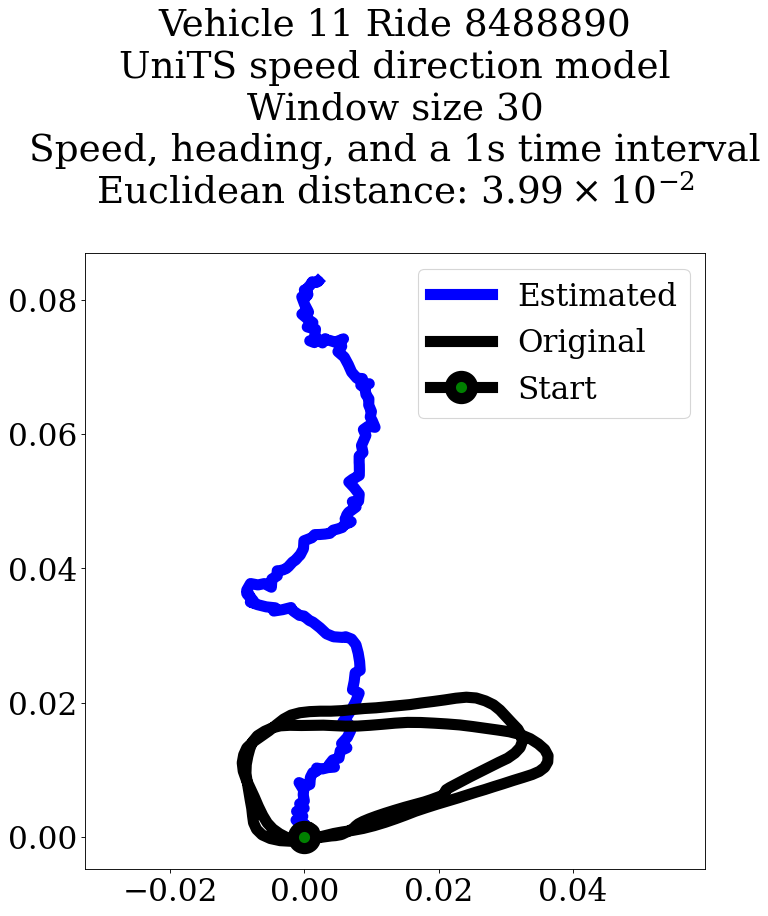 Vehicle 11 Ride 8488890
UniTS speed direction model
Window size 30
Speed, heading, and a 1s time interval
Euclidean distance: 3.99 × 10⁻²
Estimated
Original
Start
0.08
0.06
0.04
0.02
0.00
−0.02 0.00 0.02 0.04